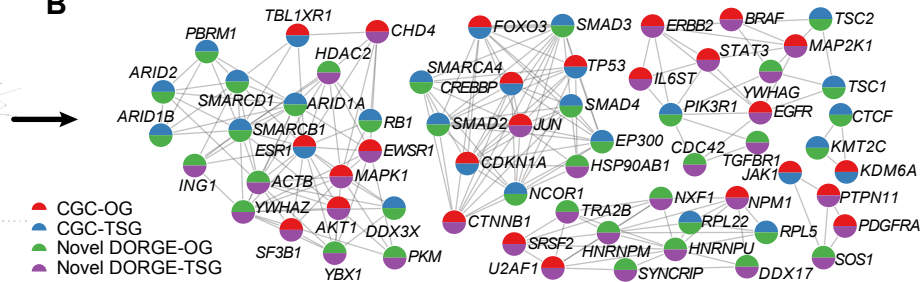 B
TBL1XR1
CHD4
PBRM1
HDAC2
ARID2
SMARCD1
ARID1A
ARID1B
SMARCB1
RB1
ESR1
EWSR1
ING1
ACTB
MAPK1
YWHAZ
AKT1
DDX3X
SF3B1
YBX1
PKM
FOXO3
SMAD3
SMARCA4
TP53
CREBBP
SMAD4
SMAD2
JUN
EP300
CDKN1A
HSP90AB1
NCOR1
CTNNB1
ERBB2
BRAF
TSC2
STAT3
MAP2K1
IL6ST
YWHAG
TSC1
PIK3R1
EGFR
CTCF
CDC42
TGFBR1
KMT2C
JAK1
KDM6A
TRA2B
NXF1
NPM1
PTPN11
RPL22
RPL5
PDGFRA
SRSF2
HNRNPM
HNRNPU
SOS1
U2AF1
SYNCRIP
DDX17
CGC-OG
CGC-TSG
Novel DORGE-OG
Novel DORGE-TSG